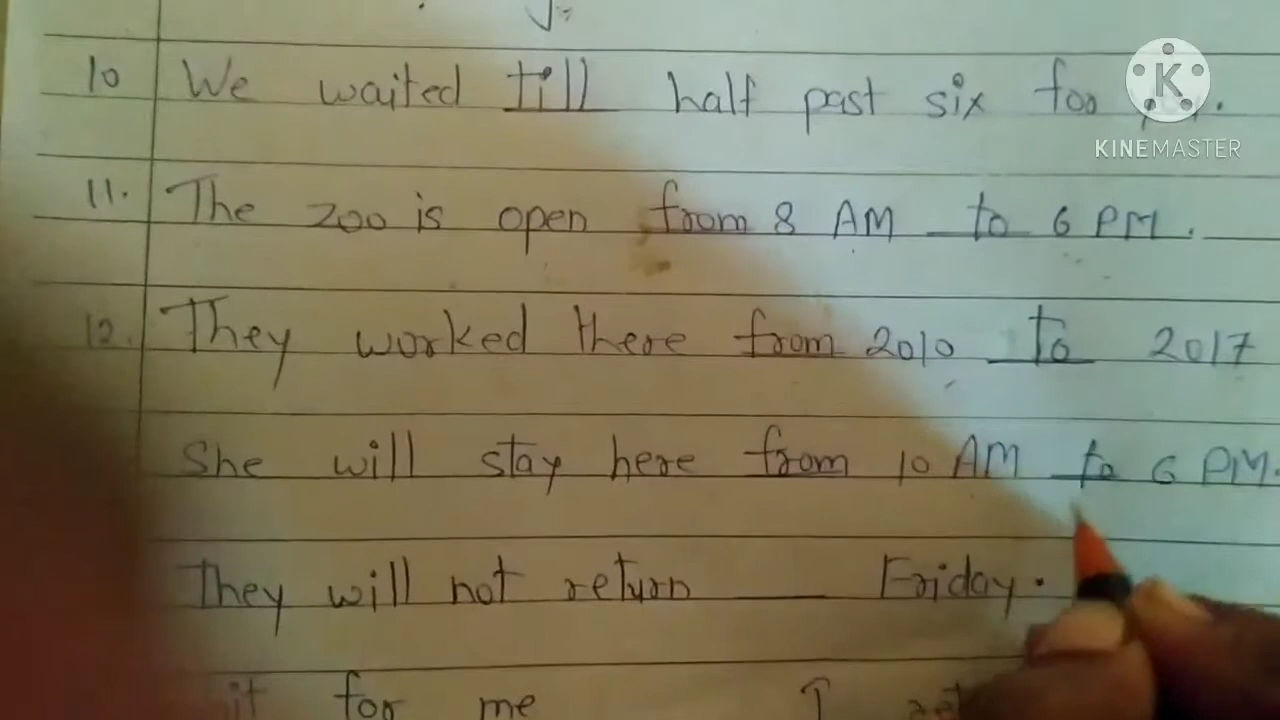 10 We waited till half past six for
KINEMASTER
11. The zoo is open from 8 AM to 6 PM.
12. They worked there from 2010 to 2017
She will stay here from 10 AM to 6 PM.
They will not return ____ Friday.
for me I